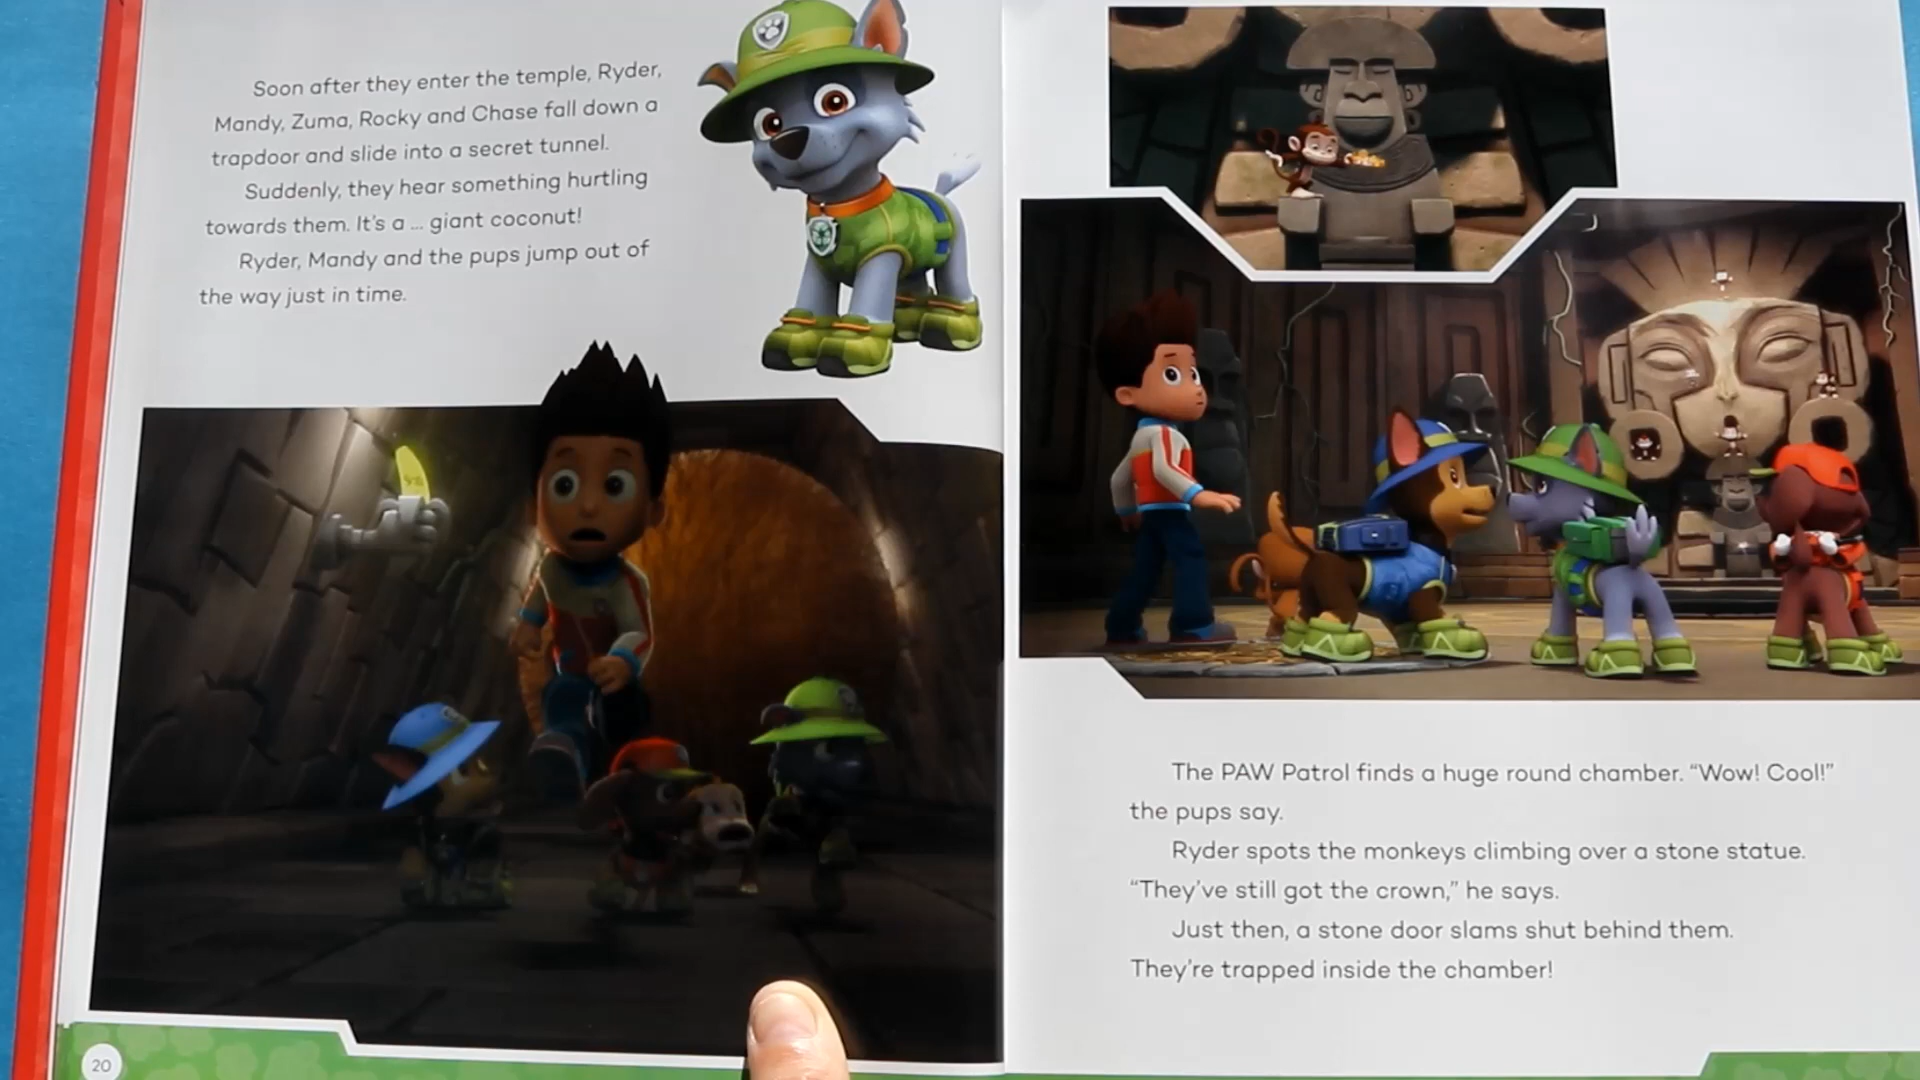 Soon after they enter the temple, Ryder,
Mandy, Zuma, Rocky and Chase fall down a
trapdoor and slide into a secret tunnel.
Suddenly, they hear something hurtling
towards them. It's a ... giant coconut!
Ryder, Mandy and the pups jump out of
the way just in time.
20
The PAW Patrol finds a huge round chamber. “Wow! Cool!”
the pups say.
Ryder spots the monkeys climbing over a stone statue.
“They've still got the crown,” he says.
Just then, a stone door slams shut behind them.
They're trapped inside the chamber!